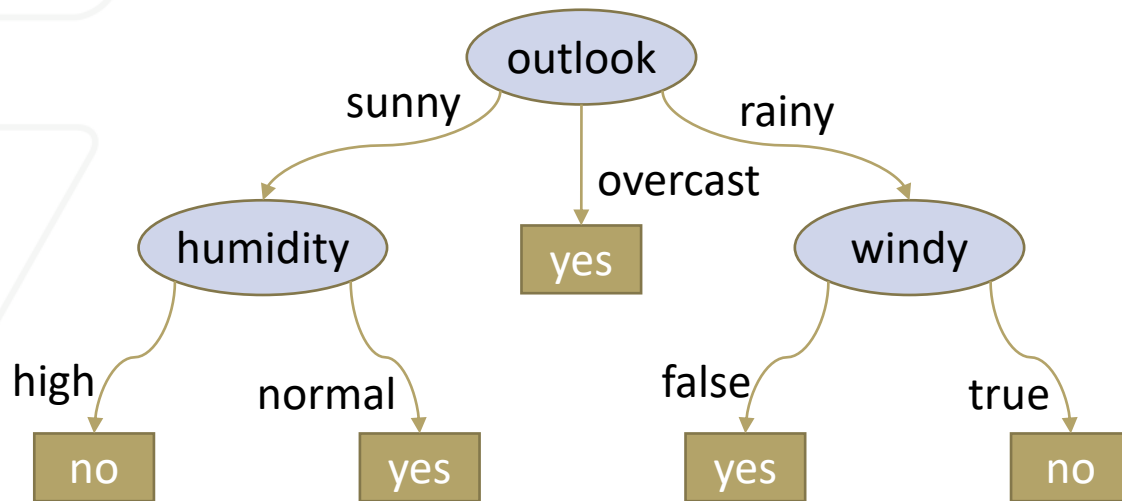 outlook
sunny
rainy
overcast
humidity
yes
windy
high
normal
false
true
no
yes
yes
no